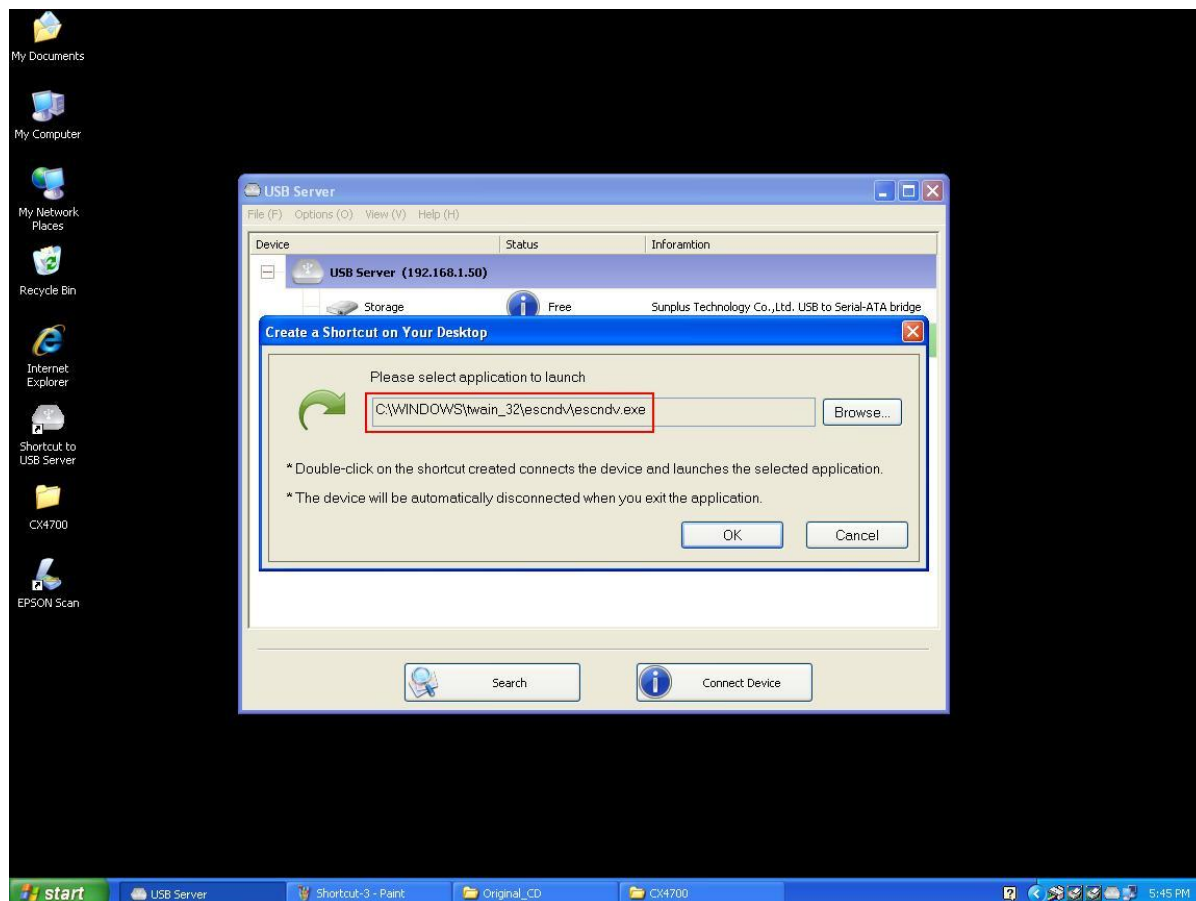 My Documents
My Computer
My Network
Places
Recycle Bin
Internet
Explorer
Shortcut to
USB Server
CX4700
EPSON Scan
USB Server
File (F) Options (O) View (V) Help (H)
Device Status Inforamtion
USB Server (192.168.1.50)
Storage Free Sunplus Technology Co.,Ltd. USB to Serial-ATA bridge
Create a Shortcut on Your Desktop
Please select application to launch
C:\WINDOWS\twain_32\escndv\escndv.exe Browse...
* Double-click on the shortcut created connects the device and launches the selected application.
* The device will be automatically disconnected when you exit the application.
OK Cancel
Search Connect Device
start USB Server Shortcut-3 - Paint Original_CD CX4700 5:45 PM